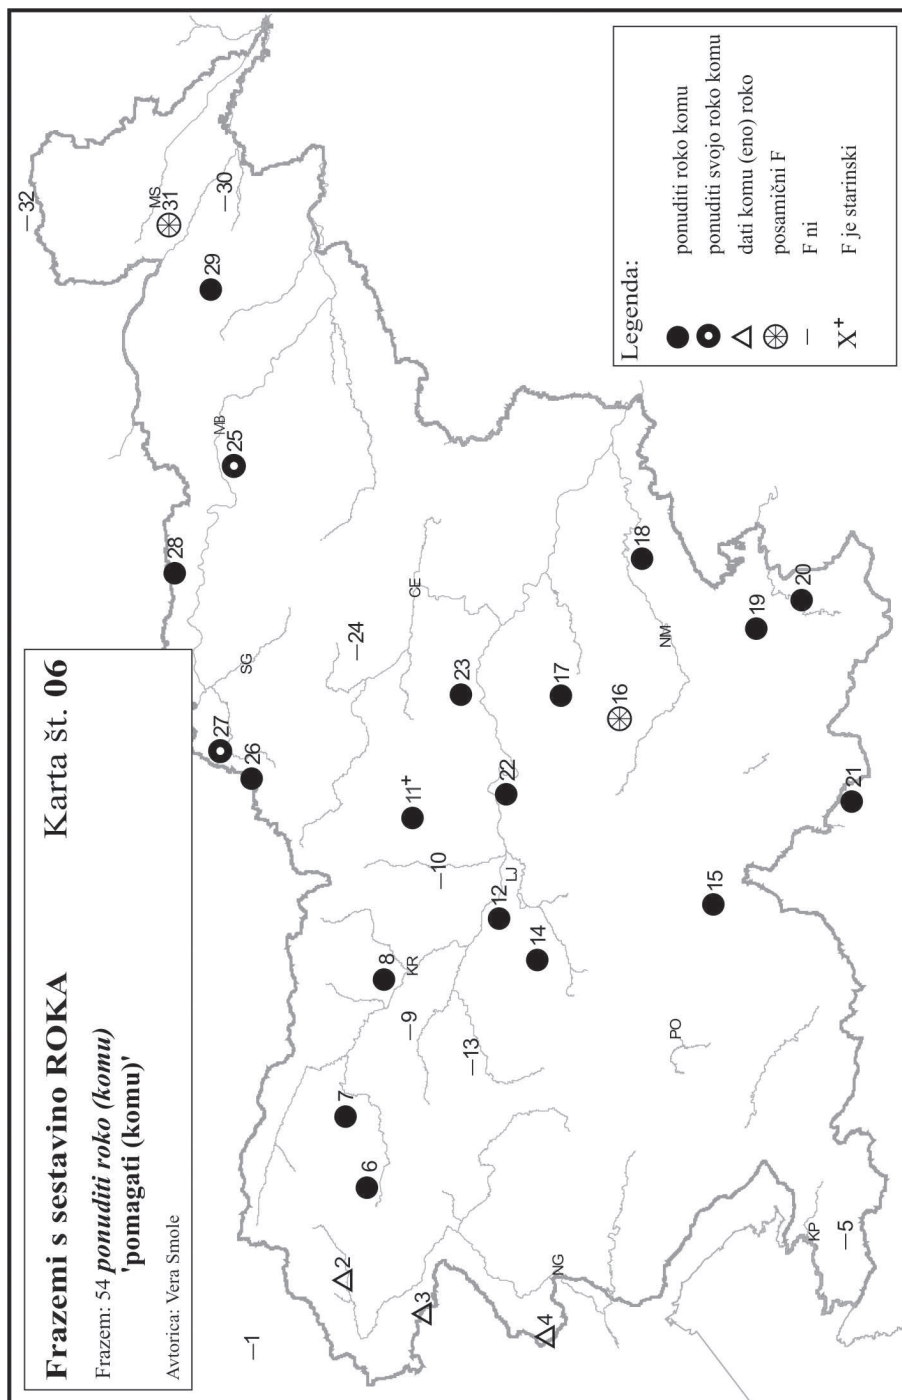 Frazemi s sestavino ROKA Karta št. 06
Frazem: 54 ponuditi roko (komu)
'pomagati (komu)'
Avtorica: Vera Smole
Legenda:
ponuditi roko komu
ponuditi svojo roko komu
dati komu (eno) roko
posamični F
– F ni
X+ F je starinski
–1
2
3
4
–5
KP
NG
6
7
8
KR
–9
–10
11+
12
LJ
–13
14
15
PO
16
17
18
NM
19
20
21
22
23
CE
–24
SG
25
MB
26
27
28
29
–30
31
MS
–32